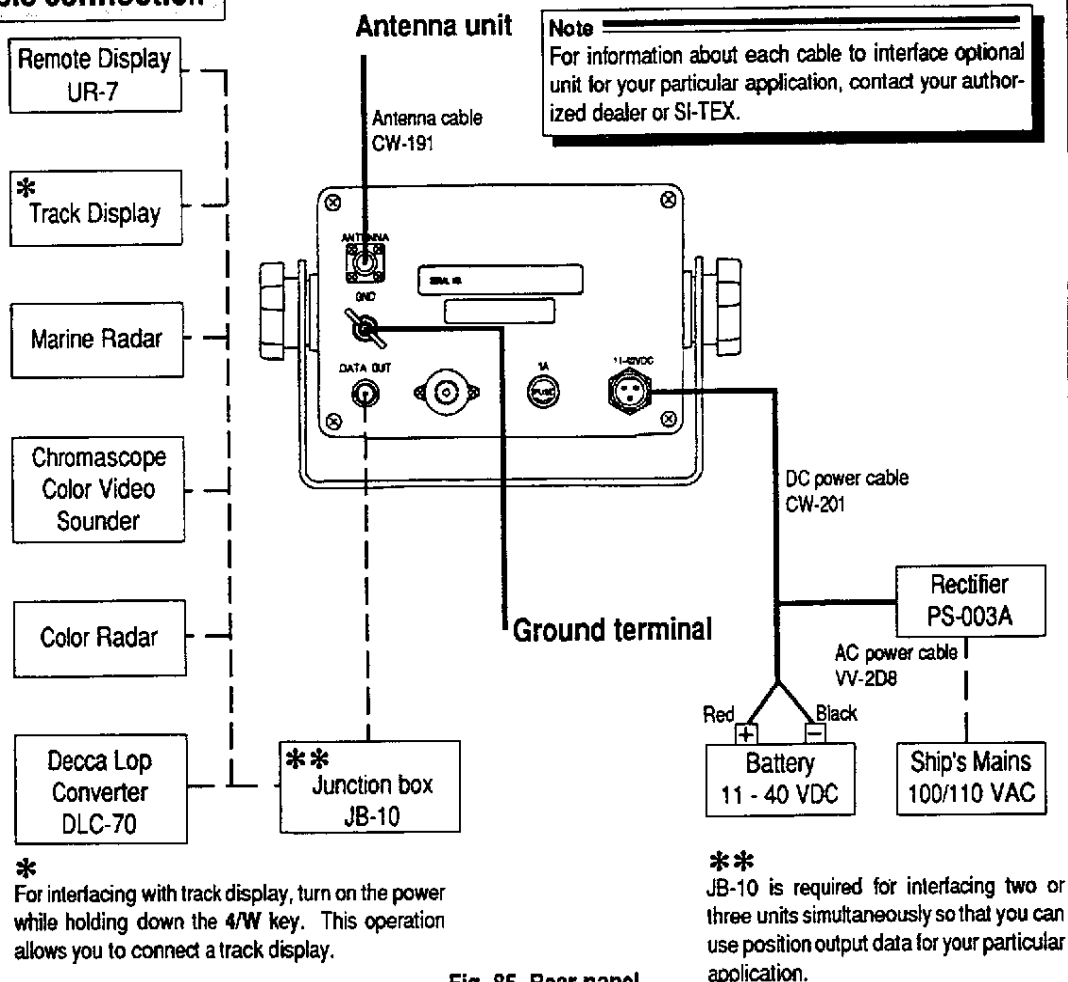 connection
Antenna unit
Note
For information about each cable to interface optional
unit for your particular application, contact your author-
ized dealer or SI-TEX.
Remote Display
UR-7
Antenna cable
CW-191
*
Track Display
Marine Radar
Chromascope
Color Video
Sounder
Color Radar
Decca Lop
Converter
DLC-70
ANTENNA
SERIAL NO.
GND
DATA OUT
1A
FUSE
11-40VDC
DC power cable
CW-201
Ground terminal
Rectifier
PS-003A
AC power cable
VV-2D8
Red
Black
+
−
Battery
11 - 40 VDC
Ship's Mains
100/110 VAC
**
Junction box
JB-10
*
For interfacing with track display, turn on the power
while holding down the 4/W key. This operation
allows you to connect a track display.
**
JB-10 is required for interfacing two or
three units simultaneously so that you can
use position output data for your particular
application.
Fig. 85 Rear panel